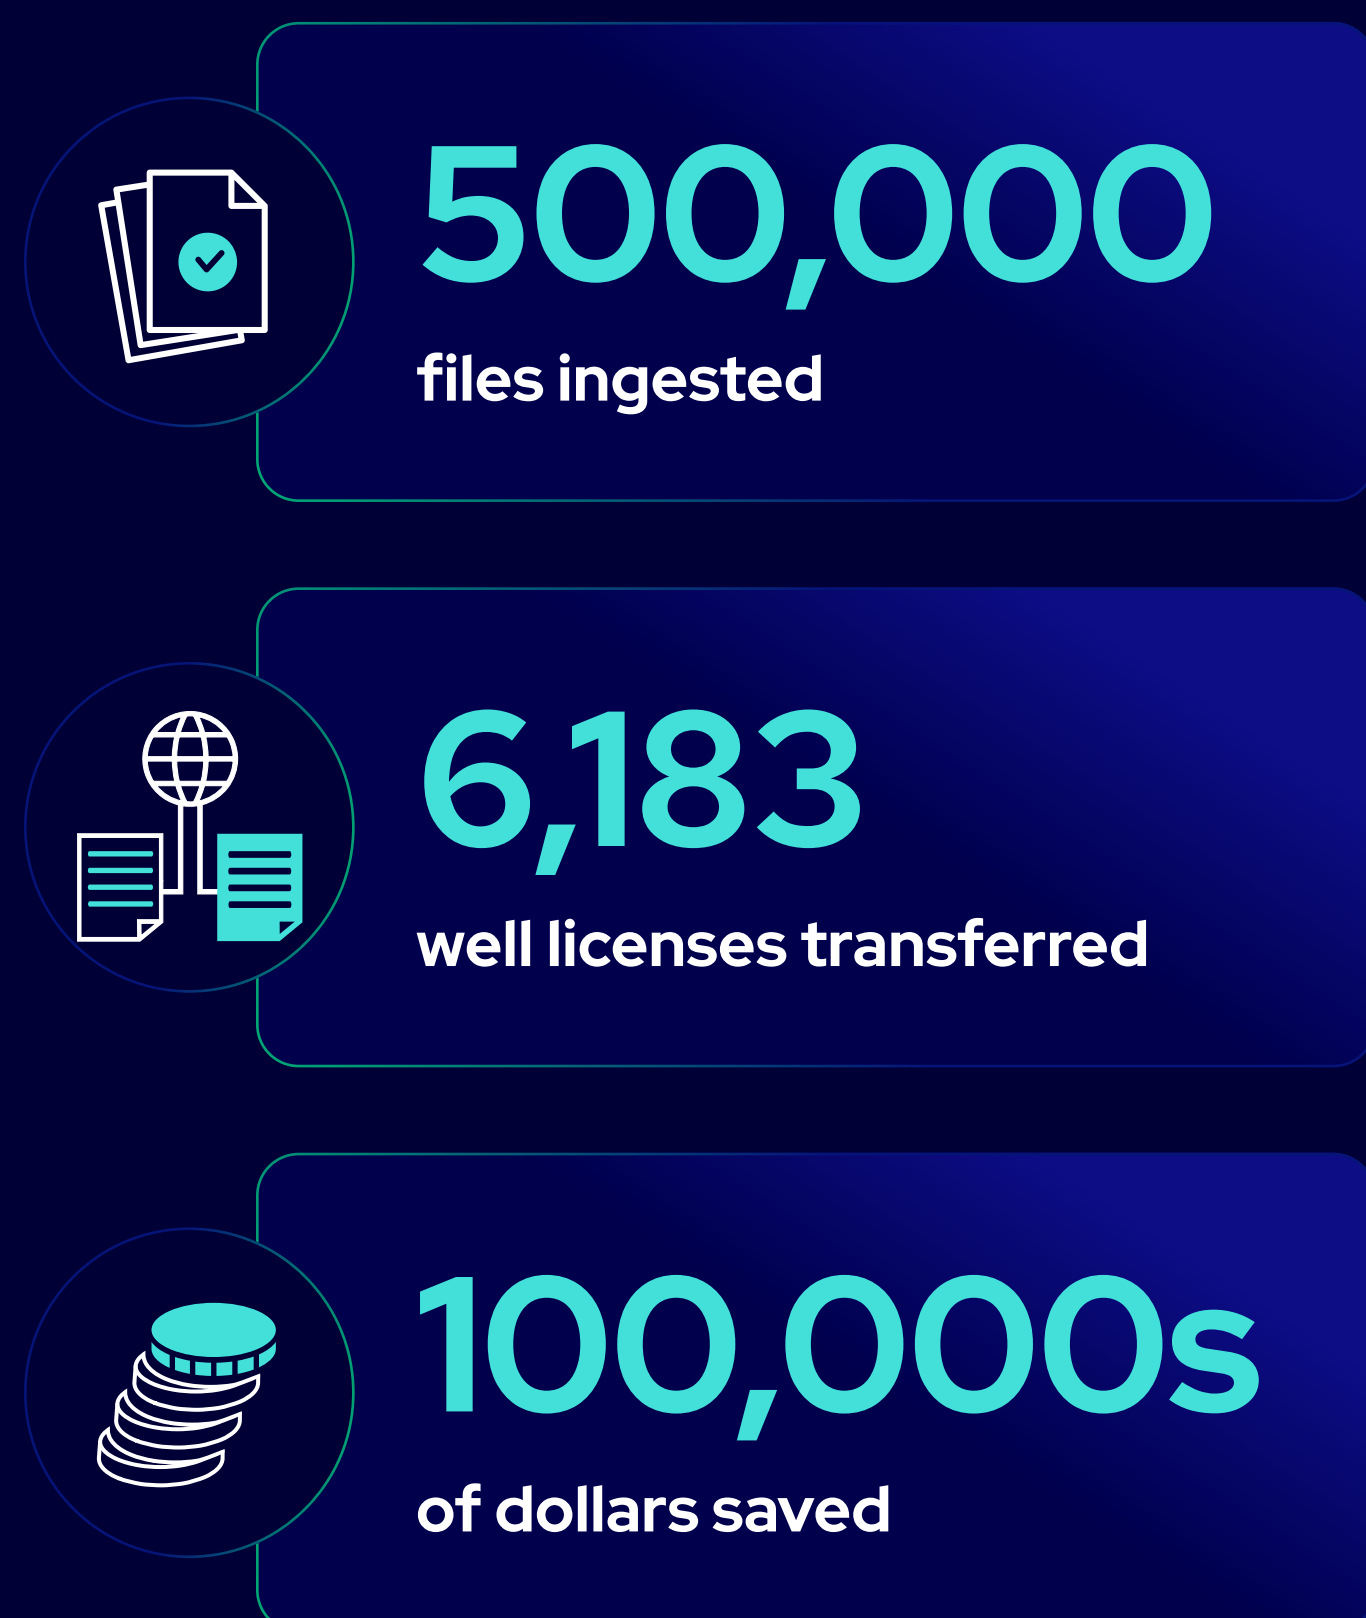 500,000
files ingested
6,183
well licenses transferred
100,000s
of dollars saved